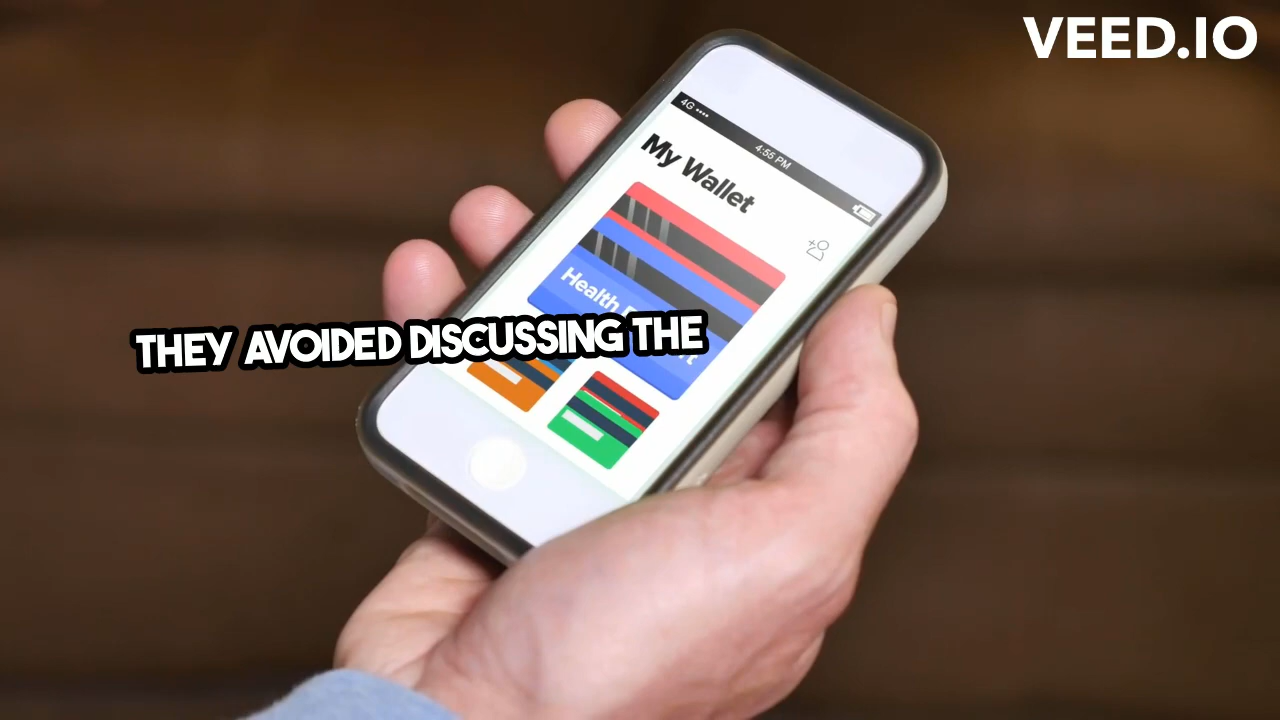 VEED.IO
4G
4:55 PM
My Wallet
Health
THEY AVOIDED DISCUSSING THE